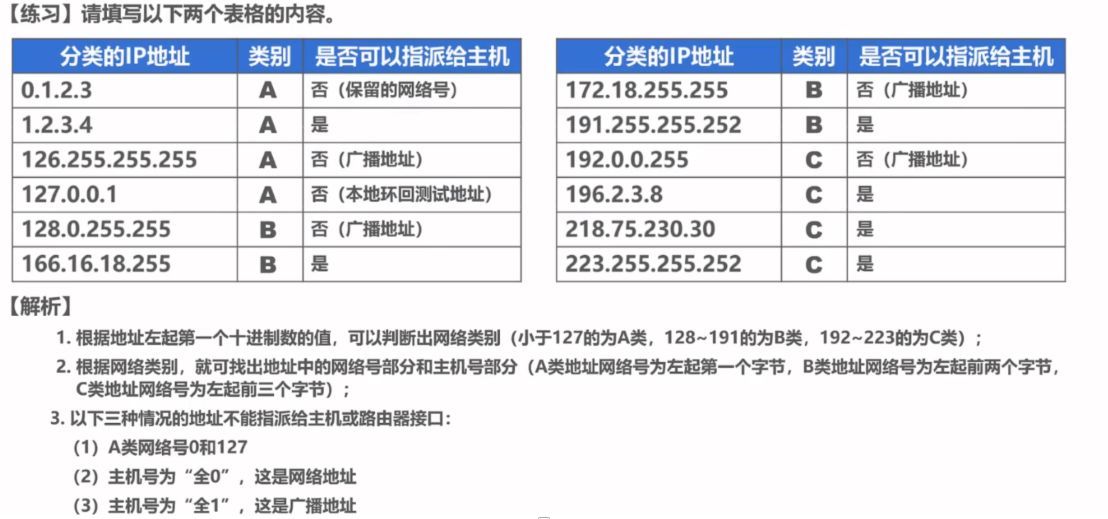 【练习】请填写以下两个表格的内容。
分类的IP地址 类别 是否可以指派给主机
0.1.2.3 A 否（保留的网络号）
1.2.3.4 A 是
126.255.255.255 A 否（广播地址）
127.0.0.1 A 否（本地环回测试地址）
128.0.255.255 B 否（广播地址）
166.16.18.255 B 是
分类的IP地址 类别 是否可以指派给主机
172.18.255.255 B 否（广播地址）
191.255.255.252 B 是
192.0.0.255 C 否（广播地址）
196.2.3.8 C 是
218.75.230.30 C 是
223.255.255.252 C 是
【解析】
1. 根据地址左起第一个十进制数的值，可以判断出网络类别（小于127的为A类，128~191的为B类，192~223的为C类）；
2. 根据网络类别，就可找出地址中的网络号部分和主机号部分（A类地址网络号为左起第一个字节，B类地址网络号为左起前两个字节，
C类地址网络号为左起前三个字节）；
3. 以下三种情况的地址不能指派给主机或路由器接口：
（1）A类网络号0和127
（2）主机号为“全0”，这是网络地址
（3）主机号为“全1”，这是广播地址